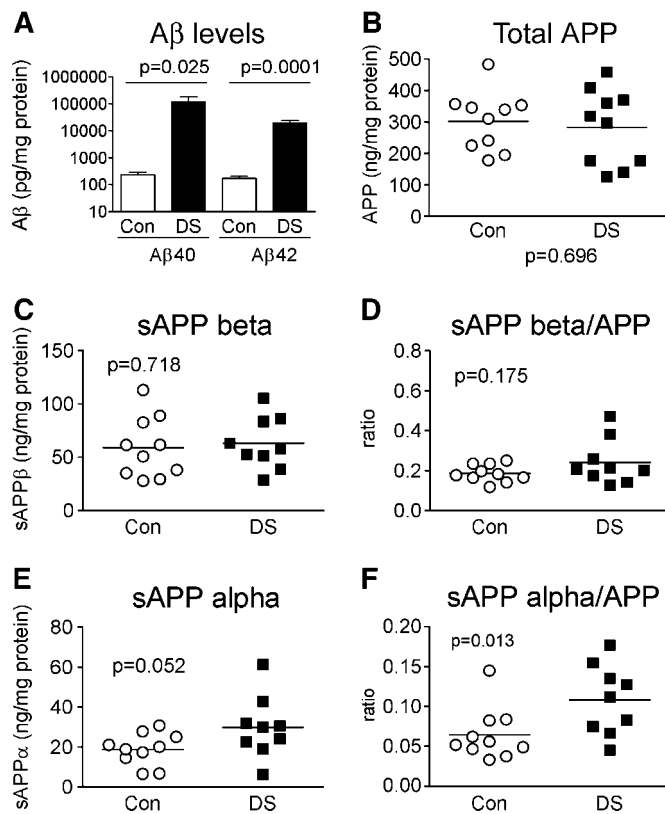 A
Aβ levels
p=0.025 p=0.0001
Aβ (pg/mg protein)
1000000
100000
10000
1000
100
10
Con DS Con DS
Aβ40 Aβ42
B
Total APP
APP (ng/mg protein)
500
400
300
200
100
0
Con DS
p=0.696
C
sAPP beta
p=0.718
sAPPβ (ng/mg protein)
150
100
50
0
Con DS
D
sAPP beta/APP
p=0.175
ratio
0.8
0.6
0.4
0.2
0.0
Con DS
E
sAPP alpha
p=0.052
sAPPα (ng/mg protein)
80
60
40
20
0
Con DS
F
sAPP alpha/APP
p=0.013
ratio
0.20
0.15
0.10
0.05
0.00
Con DS